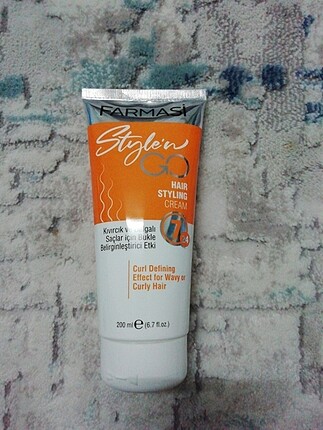 FARMASi
Style'n
GO
HAIR
STYLING
CREAM
Kıvırcık ve Dalgalı
Saçlar için Bukle
Belirginleştirici Etki
Curl Defining
Effect for Wavy or
Curly Hair
200 ml e (6.7 fl.oz.)